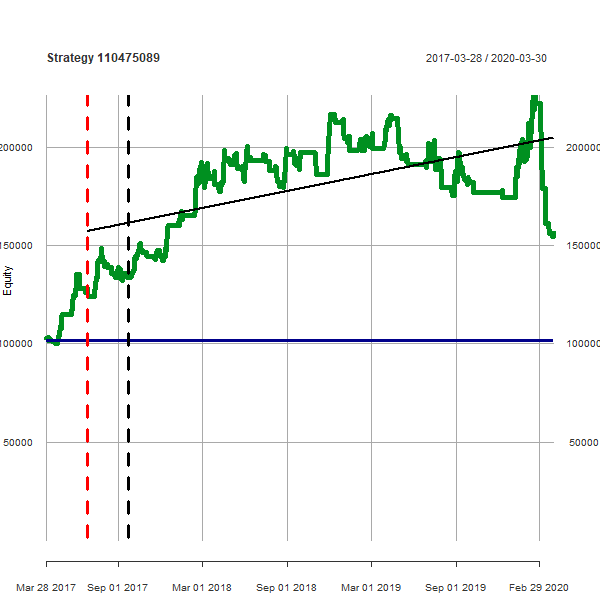 Strategy 110475089 2017-03-28 / 2020-03-30
200000 200000
150000 150000
Equity
100000 100000
50000 50000
Mar 28 2017 Sep 01 2017 Mar 01 2018 Sep 01 2018 Mar 01 2019 Sep 01 2019 Feb 29 2020